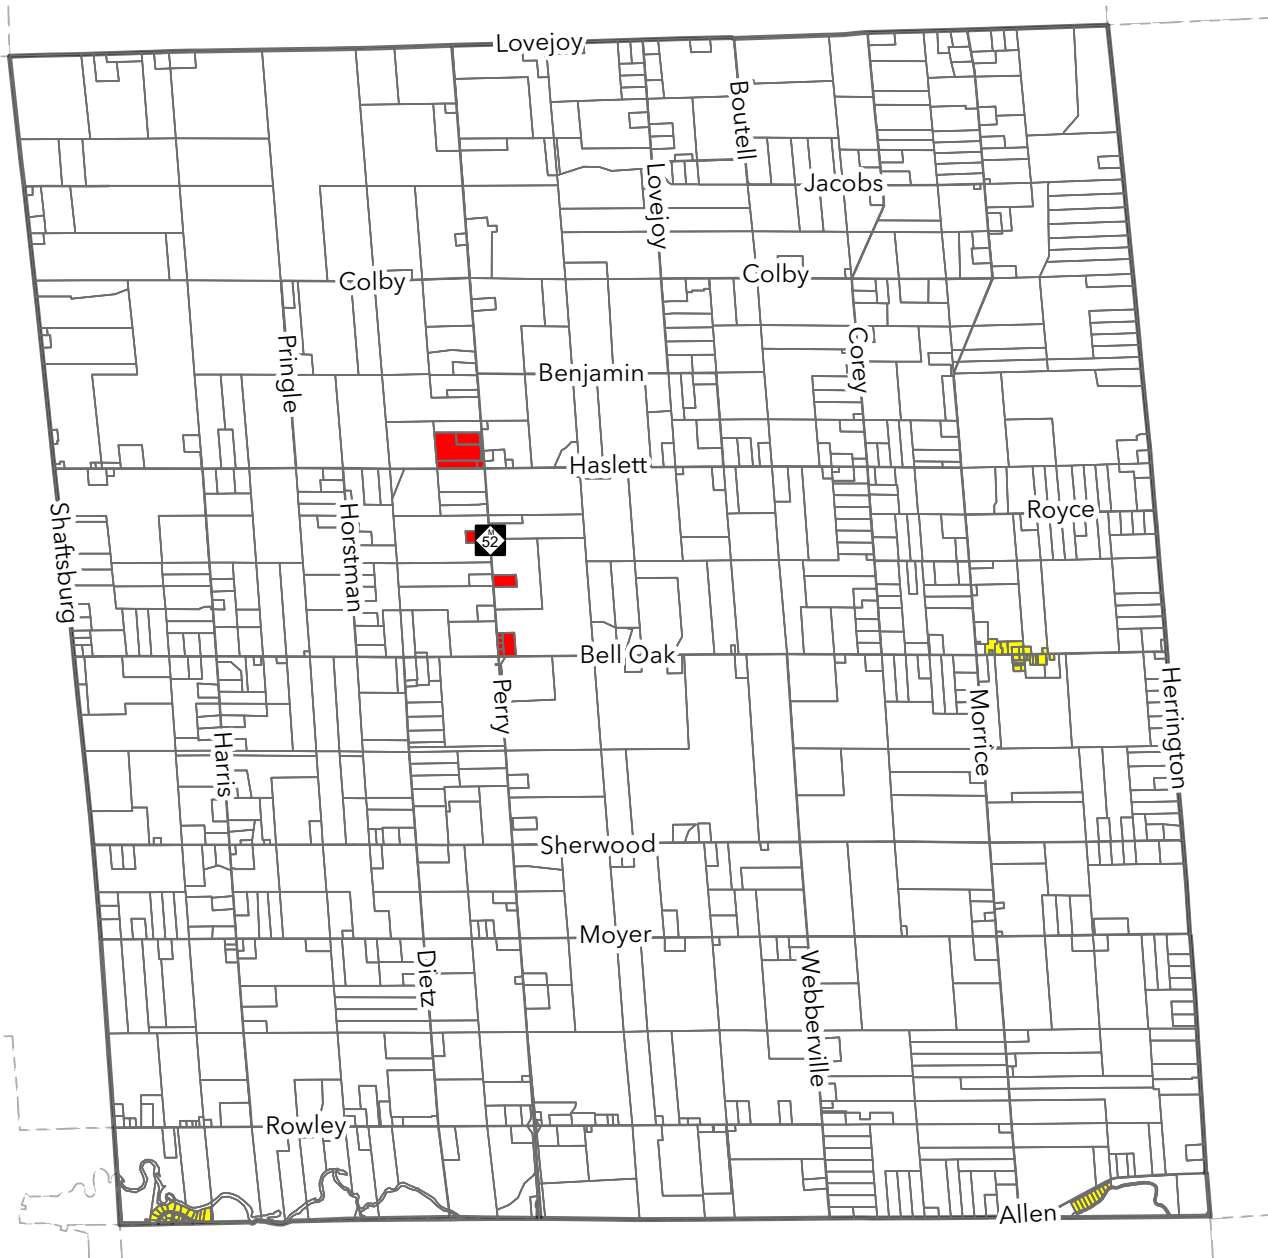 Lovejoy
Boutell
Lovejoy
Jacobs
Colby
Colby
Pringle
Corey
Benjamin
Haslett
Shaftsburg
Horstman
Royce
M
52
Bell Oak
Perry
Morrice
Herrington
Harris
Sherwood
Moyer
Dietz
Webberville
Rowley
Allen